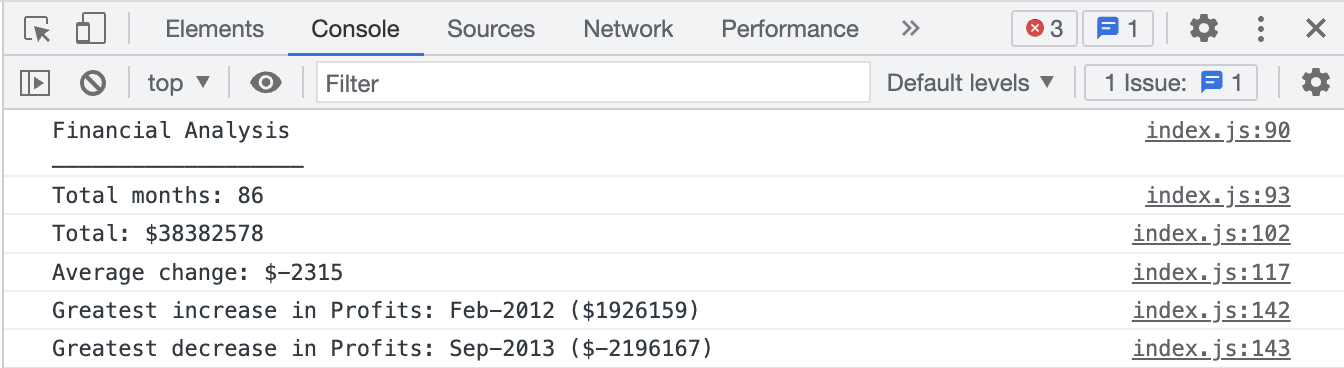 Elements Console Sources Network Performance » 3 1
top ▼ Filter Default levels ▼ 1 Issue: 1
Financial Analysis index.js:90
___________________
Total months: 86 index.js:93
Total: $38382578 index.js:102
Average change: $-2315 index.js:117
Greatest increase in Profits: Feb-2012 ($1926159) index.js:142
Greatest decrease in Profits: Sep-2013 ($-2196167) index.js:143